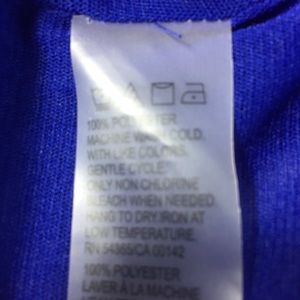 100% POLYESTER
MACHINE WASH COLD.
WITH LIKE COLORS.
GENTLE CYCLE.
ONLY NON CHLORINE
BLEACH WHEN NEEDED.
HANG TO DRY.IRON AT
LOW TEMPERATURE.
RN 54865/CA 00142
100% POLYESTER
LAVER À LA MACHINE